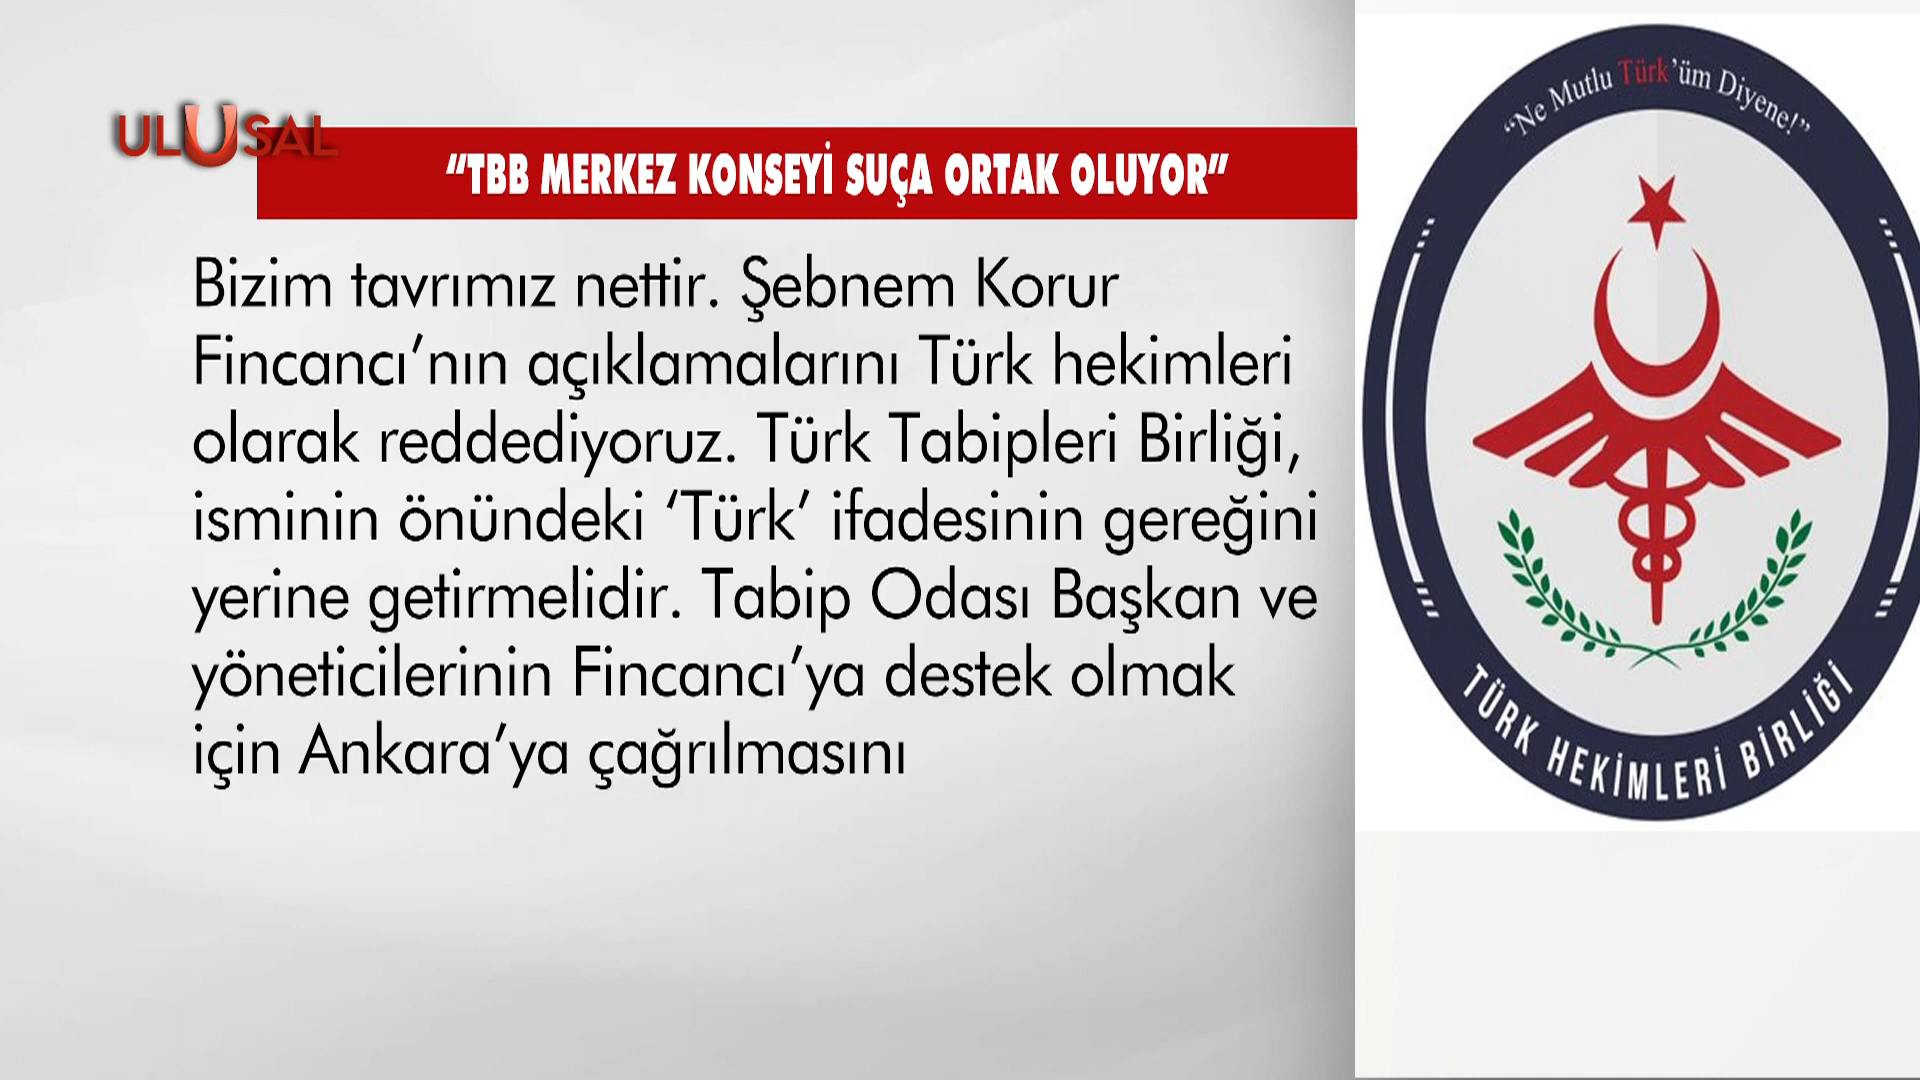 ULUSAL
“TBB MERKEZ KONSEYİ SUÇA ORTAK OLUYOR”
Bizim tavrımız nettir. Şebnem Korur
Fincancı’nın açıklamalarını Türk hekimleri
olarak reddediyoruz. Türk Tabipleri Birliği,
isminin önündeki ‘Türk’ ifadesinin gereğini
yerine getirmelidir. Tabip Odası Başkan ve
yöneticilerinin Fincancı’ya destek olmak
için Ankara’ya çağrılmasını
“Ne Mutlu Türk’üm Diyene!”
TÜRK HEKİMLERİ BİRLİĞİ